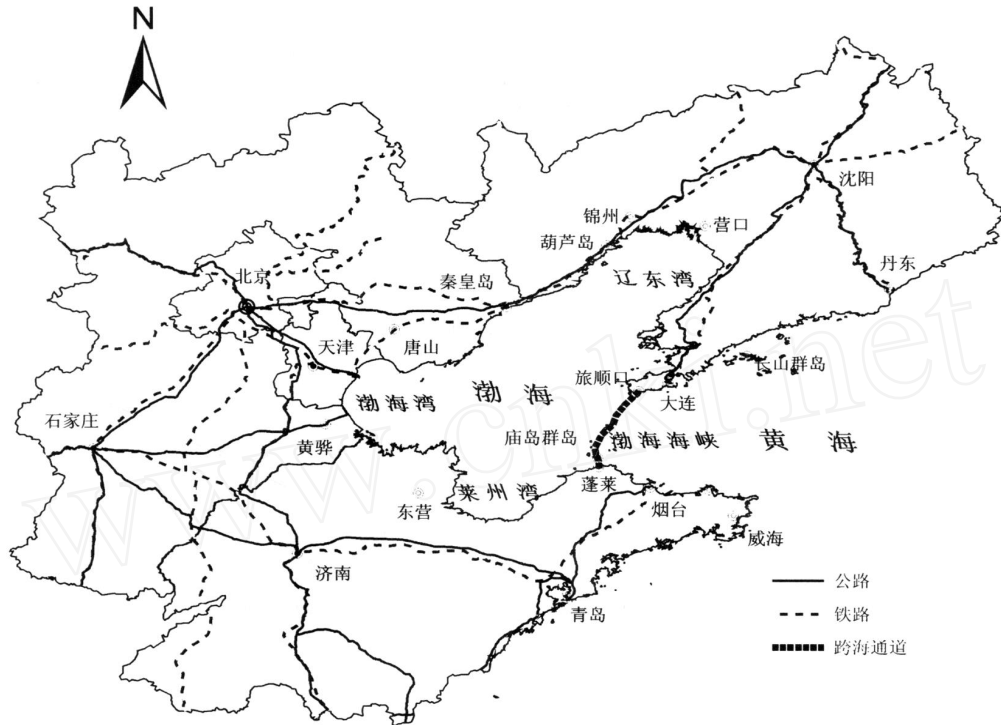 N
沈阳
锦州
营口
葫芦岛
丹东
北京
秦皇岛
辽东湾
天津
唐山
长山群岛
旅顺口
大连
渤海湾
渤海
石家庄
黄骅
庙岛群岛
渤海海峡
黄海
莱州湾
蓬莱
东营
烟台
威海
济南
青岛
公路
铁路
跨海通道
www.cnki.net